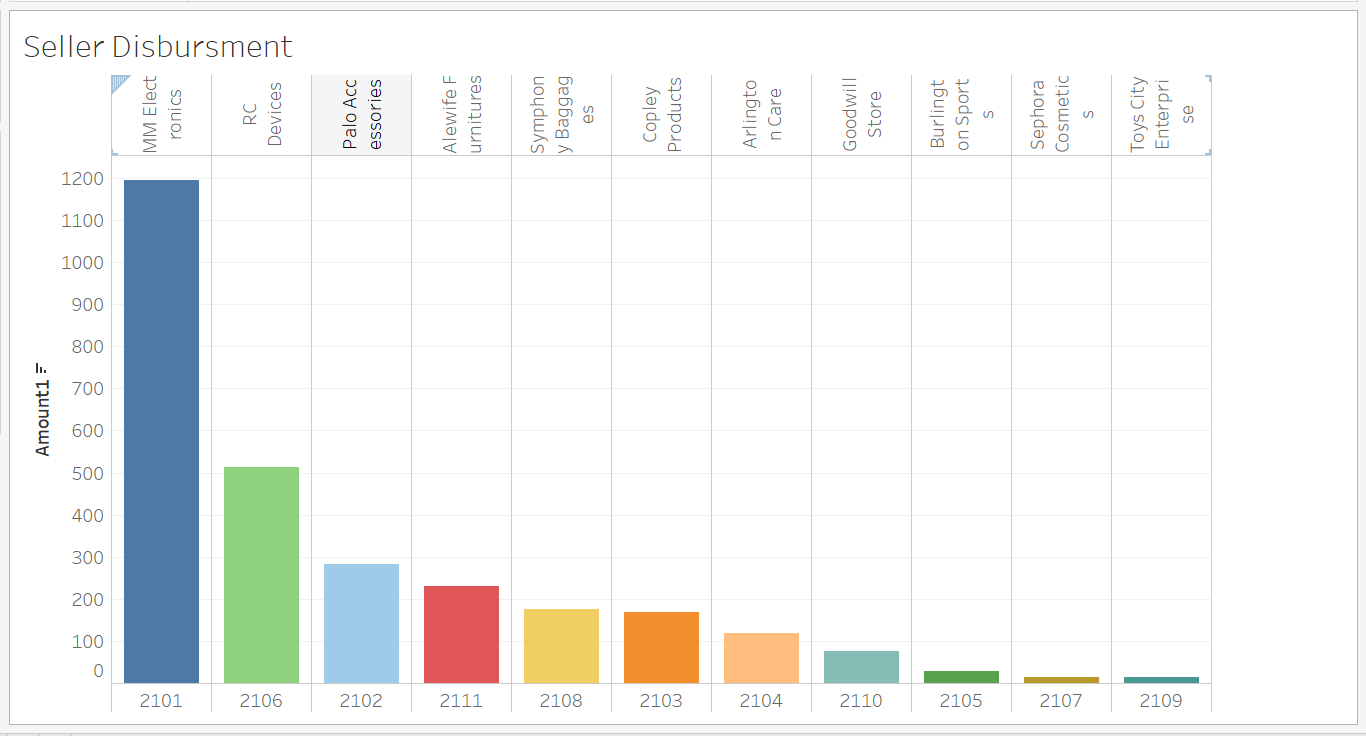 Seller Disbursment
MM Elect
ronics
RC
Devices
Palo Acc
essories
Alewife F
urnitures
Symphon
y Baggag
es
Copley
Products
Arlingto
n Care
Goodwill
Store
Burlingt
on Sport
s
Sephora
Cosmetic
s
Toys City
Enterpri
se
1200
1100
1000
900
800
700
600
500
400
300
200
100
0
Amount1
2101
2106
2102
2111
2108
2103
2104
2110
2105
2107
2109